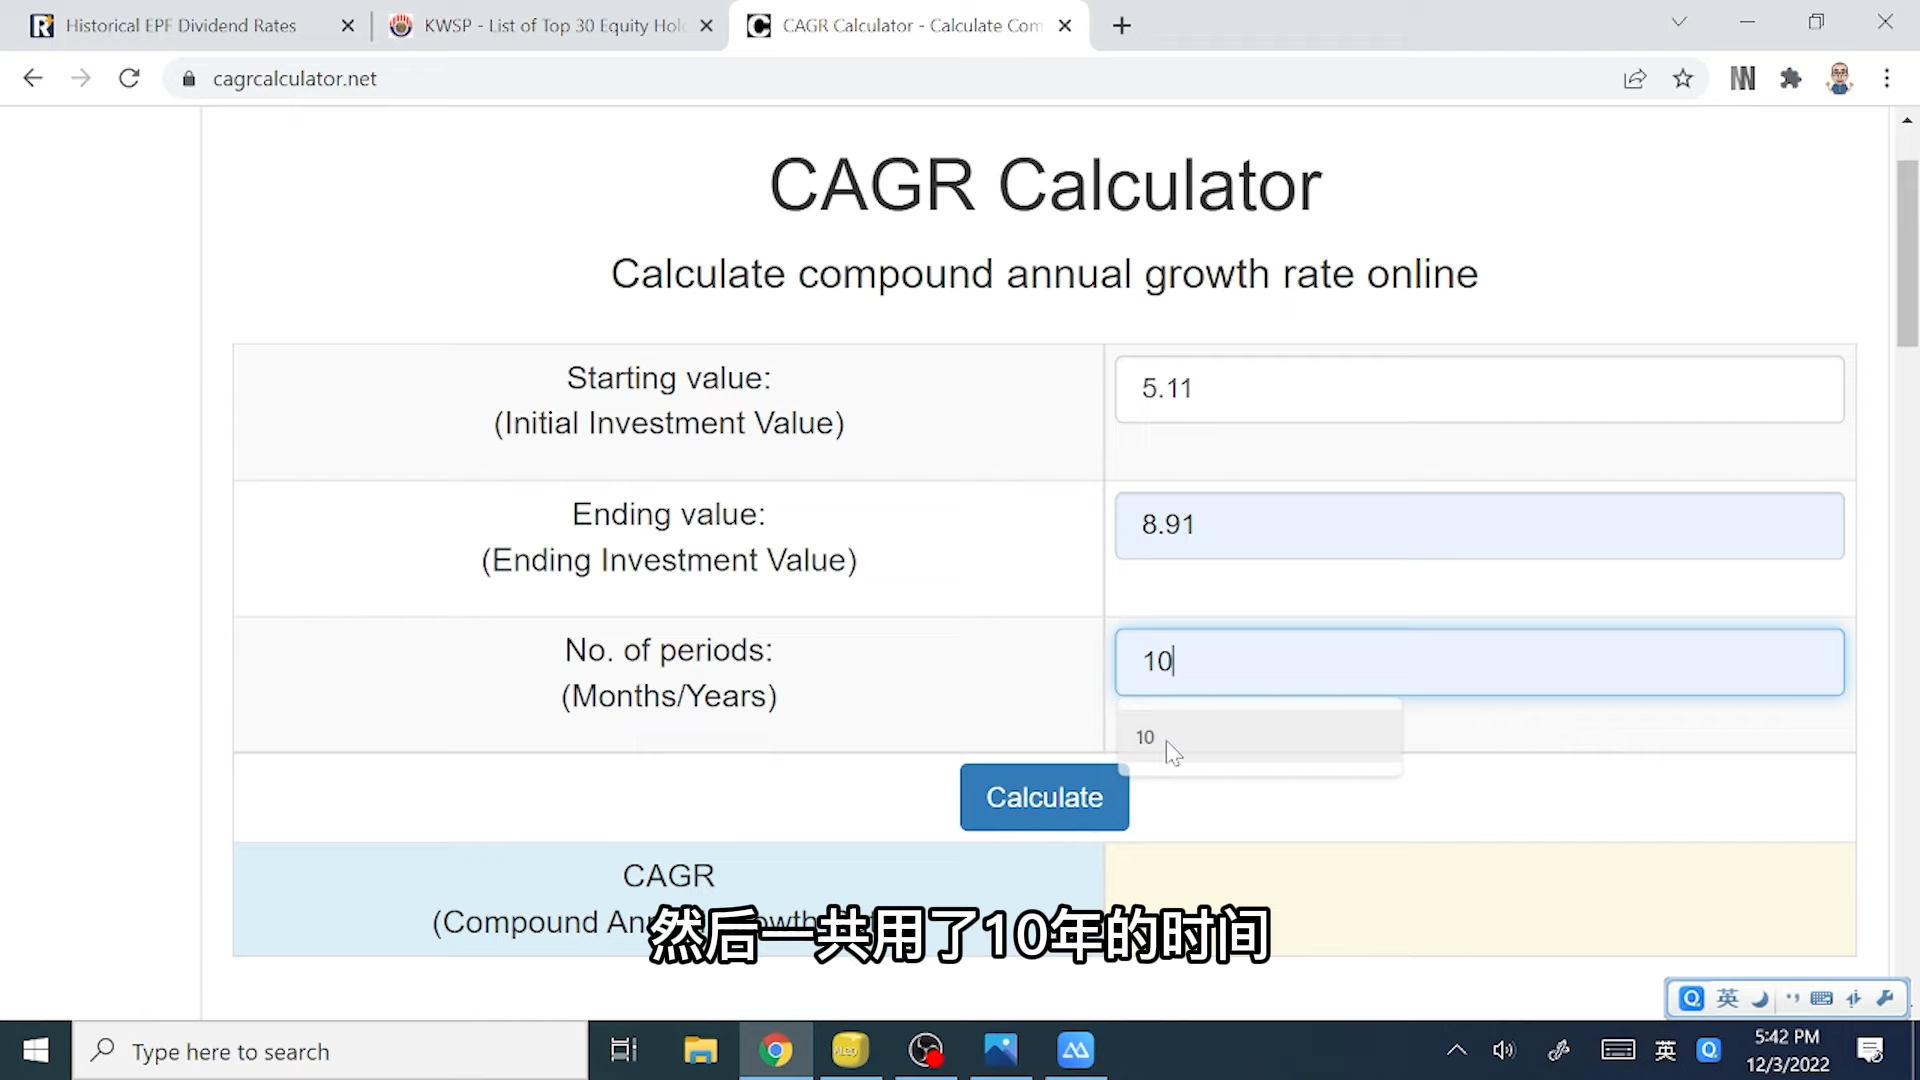 Historical EPF Dividend Rates
KWSP - List of Top 30 Equity Hol
CAGR Calculator - Calculate Com
cagrcalculator.net
CAGR Calculator
Calculate compound annual growth rate online
Starting value:
(Initial Investment Value)
5.11
Ending value:
(Ending Investment Value)
8.91
No. of periods:
(Months/Years)
10
10
Calculate
CAGR
(Compound An
然后一共用了10年的时间
英
Type here to search
英
5:42 PM
12/3/2022